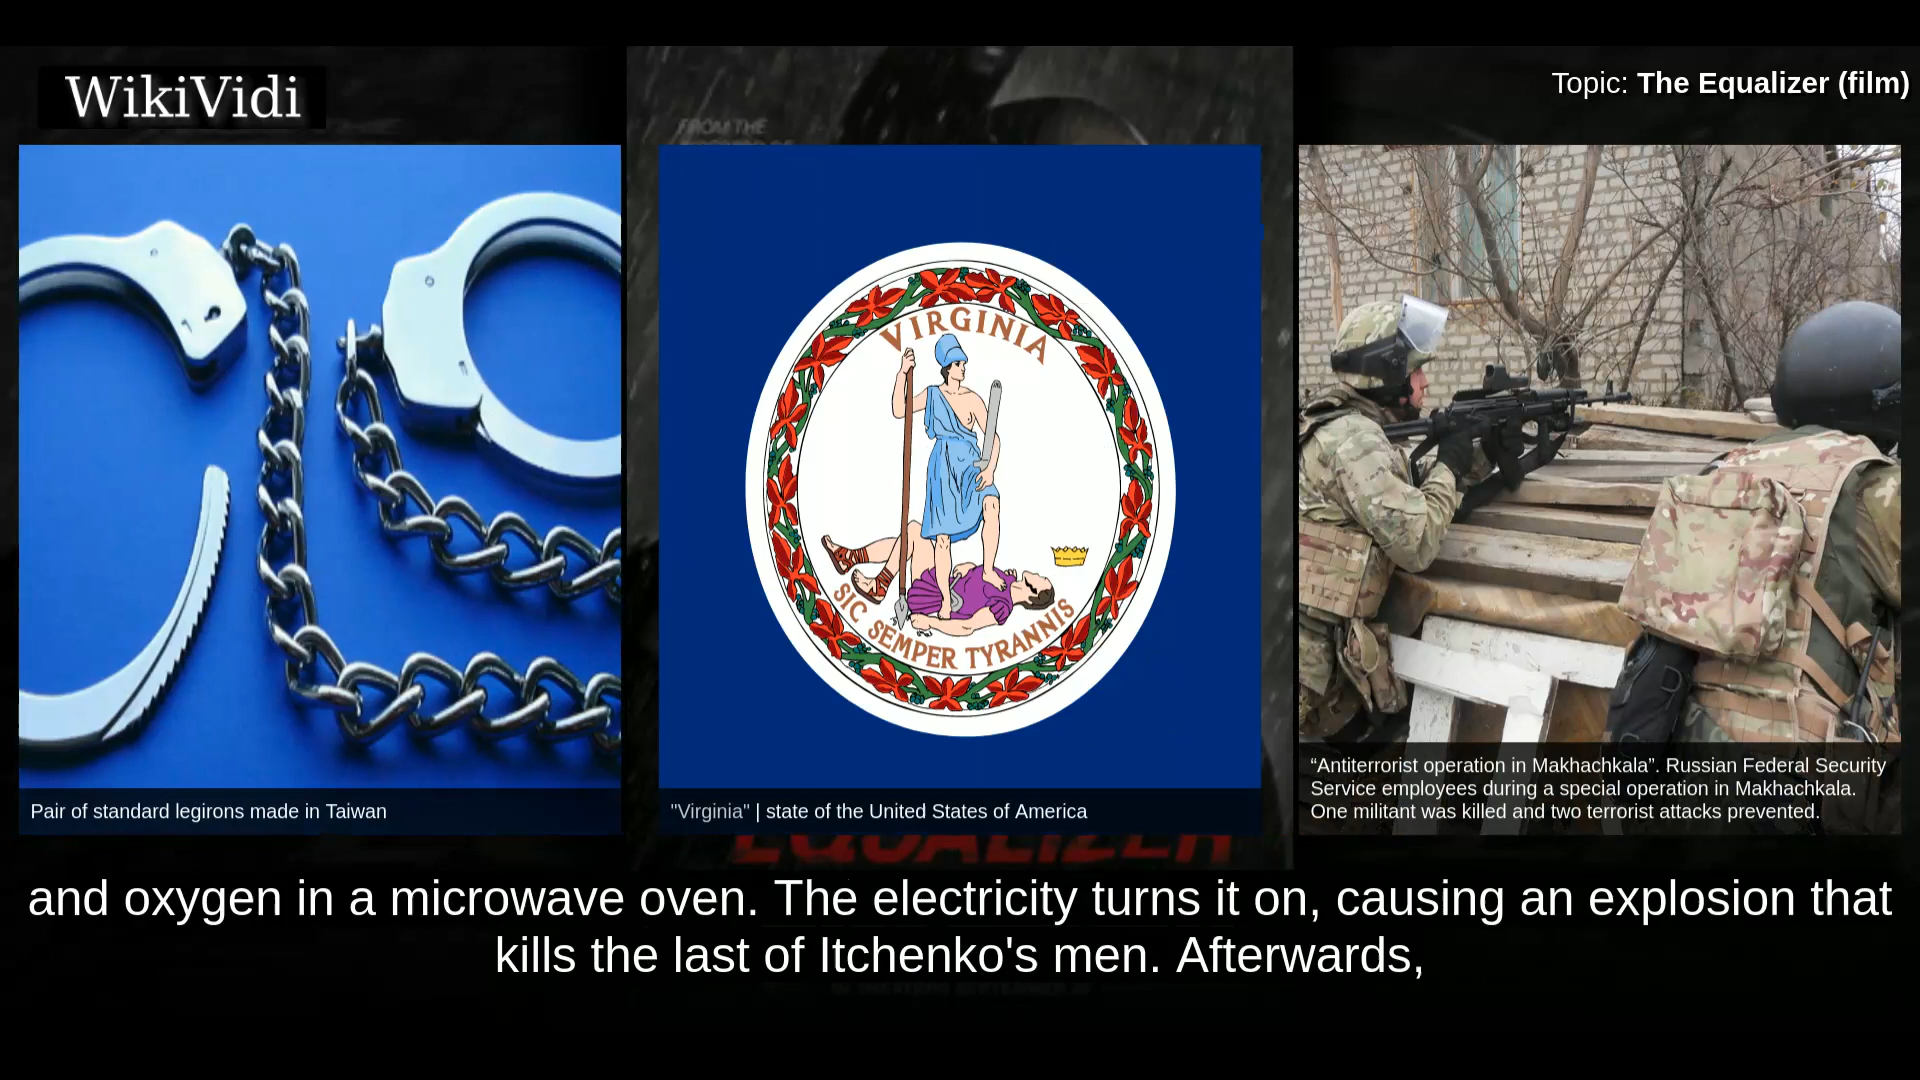 WikiVidi
Topic: The Equalizer (film)
FROM THE
VIRGINIA
SIC SEMPER TYRANNIS
Pair of standard legirons made in Taiwan
"Virginia" | state of the United States of America
“Antiterrorist operation in Makhachkala”. Russian Federal Security
Service employees during a special operation in Makhachkala.
One militant was killed and two terrorist attacks prevented.
EQUALIZER
and oxygen in a microwave oven. The electricity turns it on, causing an explosion that
kills the last of Itchenko's men. Afterwards,